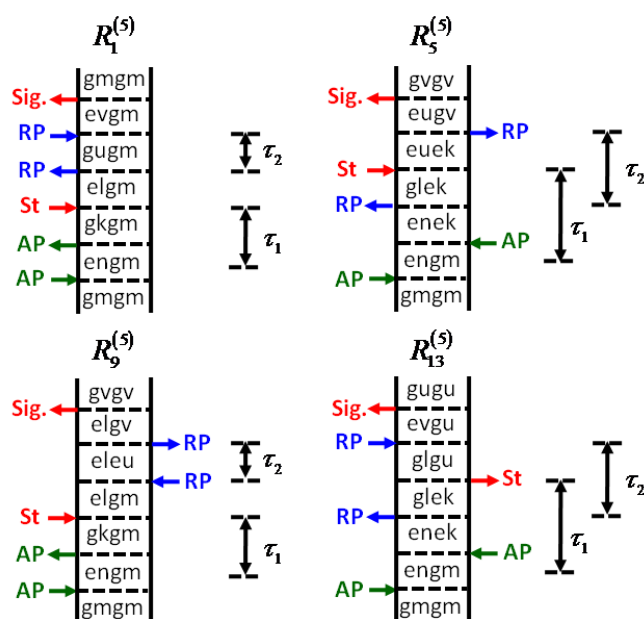 R₁⁽⁵⁾
gmgm
Sig.
evgm
RP
gugm
τ₂
RP
elgm
St
gkgm
τ₁
AP
engm
AP
gmgm
R₅⁽⁵⁾
gvgv
Sig.
eugv
RP
euek
τ₂
St
glek
RP
enek
τ₁
AP
engm
AP
gmgm
R₉⁽⁵⁾
gvgv
Sig.
elgv
RP
eleu
τ₂
RP
elgm
St
gkgm
τ₁
AP
engm
AP
gmgm
R₁₃⁽⁵⁾
gugu
Sig.
evgu
RP
glgu
τ₂
St
glek
RP
enek
τ₁
AP
engm
AP
gmgm